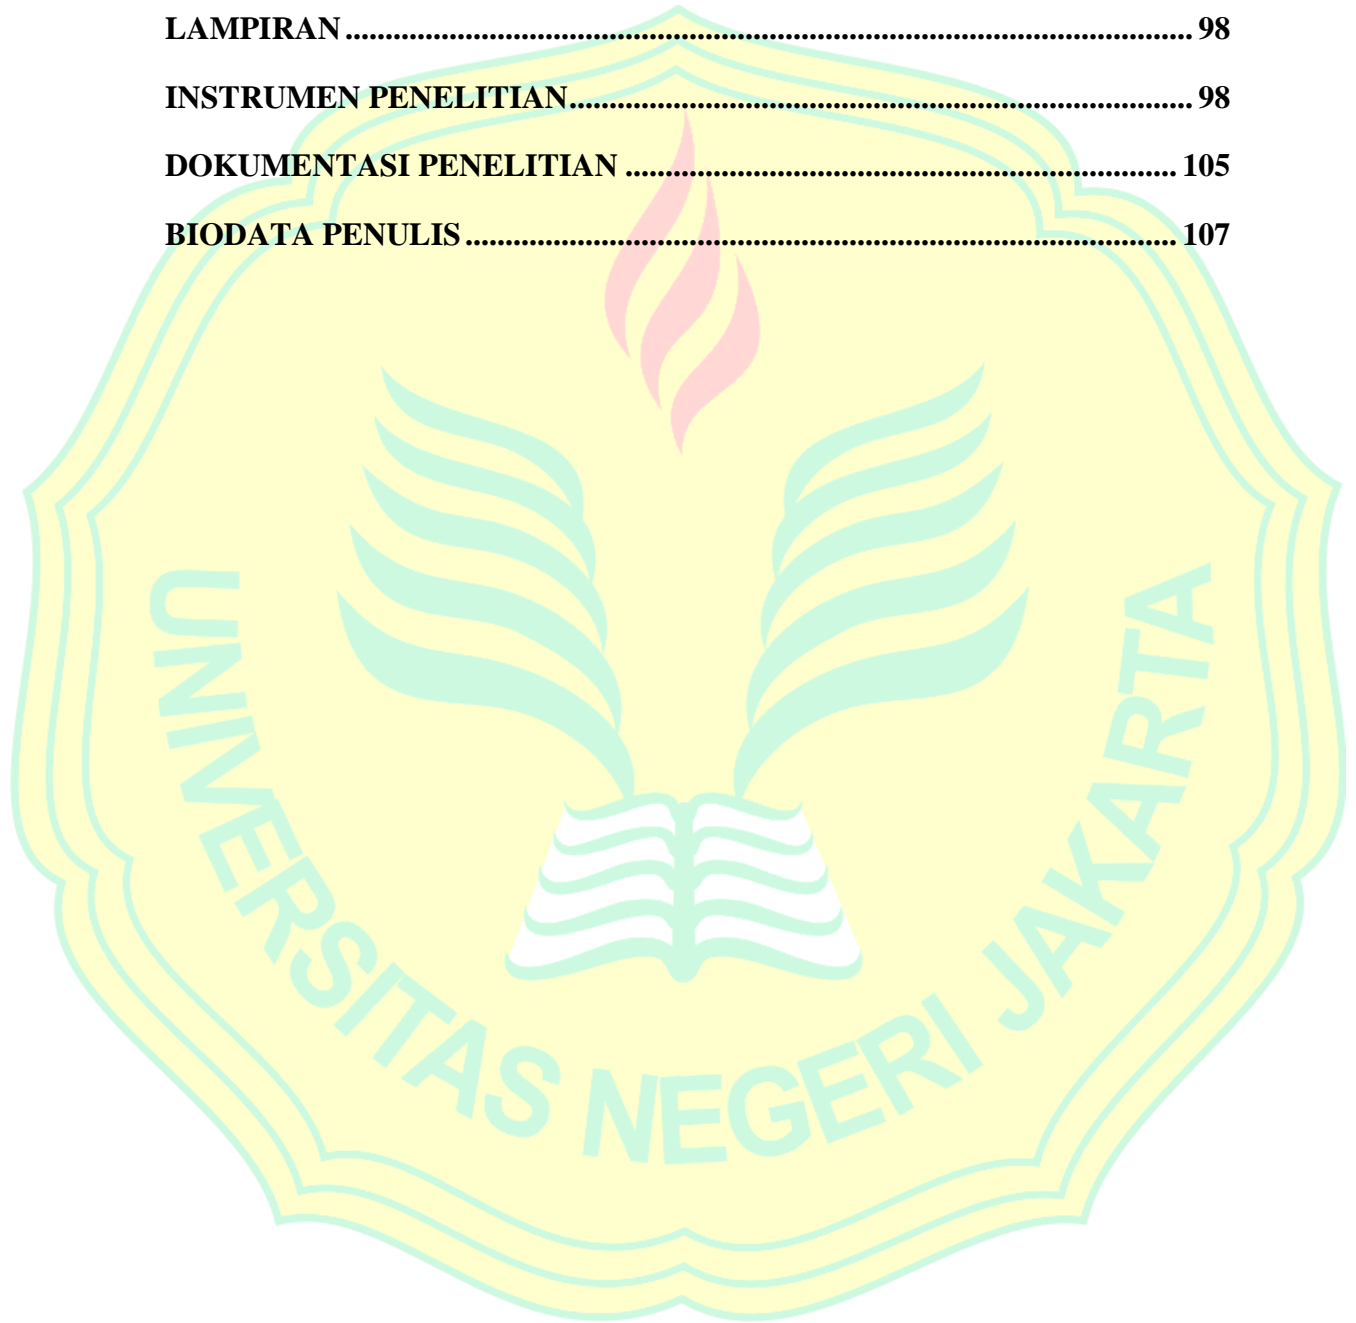 LAMPIRAN.......................................................................................................... 98
INSTRUMEN PENELITIAN.............................................................................. 98
DOKUMENTASI PENELITIAN ..................................................................... 105
BIODATA PENULIS......................................................................................... 107
UNIVERSITAS NEGERI JAKARTA